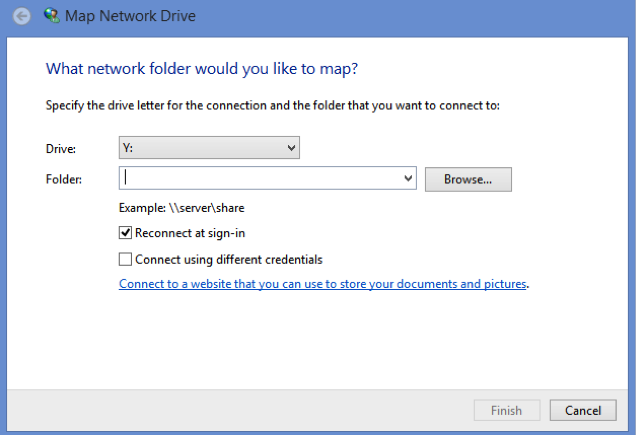 Map Network Drive
What network folder would you like to map?
Specify the drive letter for the connection and the folder that you want to connect to:
Drive: Y:
Folder: Browse...
Example: \\server\share
Reconnect at sign-in
Connect using different credentials
Connect to a website that you can use to store your documents and pictures.
Finish Cancel